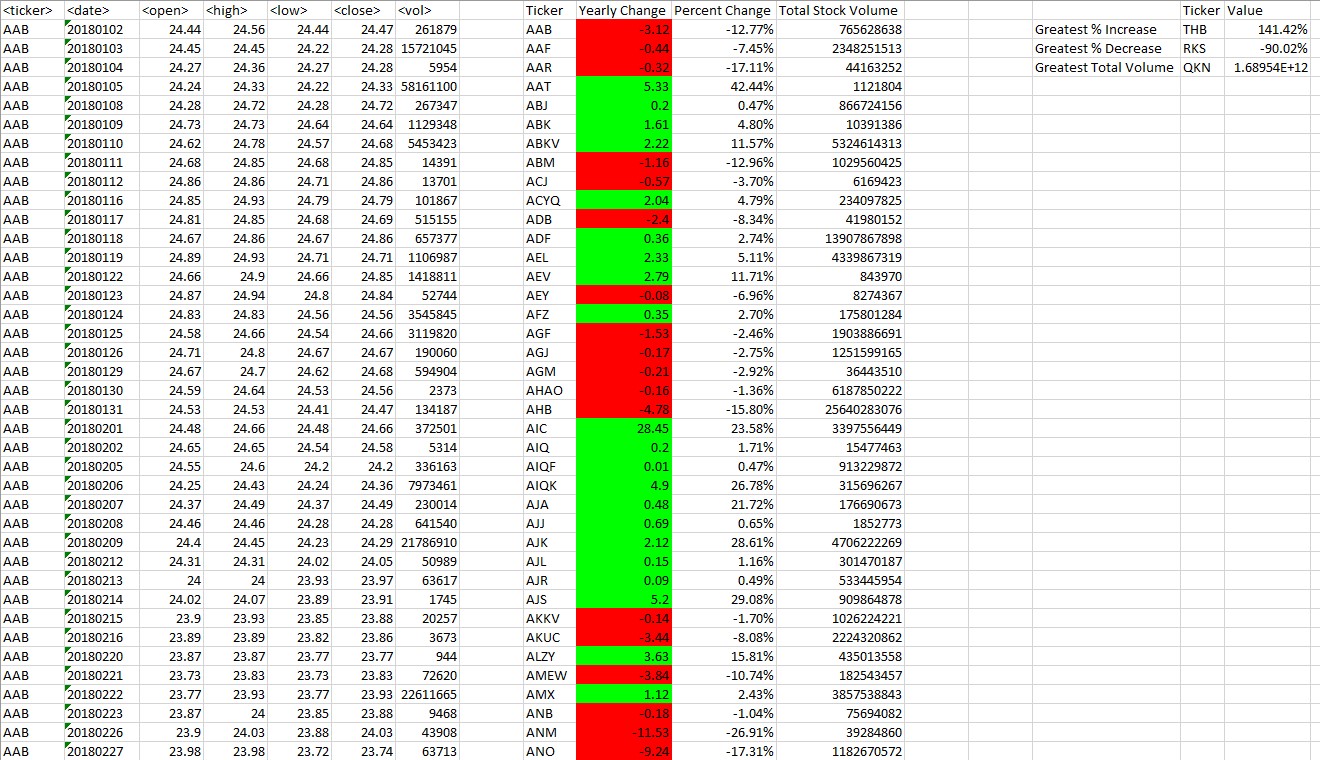 <ticker> <date> <open> <high> <low> <close> <vol> Ticker Yearly Change Percent Change Total Stock Volume Ticker Value
AAB 20180102 24.44 24.56 24.44 24.47 261879 AAB -3.12 -12.77% 765628638 Greatest % Increase THB 141.42%
AAB 20180103 24.45 24.45 24.22 24.28 15721045 AAF -0.44 -7.45% 2348251513 Greatest % Decrease RKS -90.02%
AAB 20180104 24.27 24.36 24.27 24.28 5954 AAR -0.32 -17.11% 44163252 Greatest Total Volume QKN 1.68954E+12
AAB 20180105 24.24 24.33 24.22 24.33 58161100 AAT 5.33 42.44% 1121804
AAB 20180108 24.28 24.72 24.28 24.72 267347 ABJ 0.2 0.47% 866724156
AAB 20180109 24.73 24.73 24.64 24.64 1129348 ABK 1.61 4.80% 10391386
AAB 20180110 24.62 24.78 24.57 24.68 5453423 ABKV 2.22 11.57% 5324614313
AAB 20180111 24.68 24.85 24.68 24.85 14391 ABM -1.16 -12.96% 1029560425
AAB 20180112 24.86 24.86 24.71 24.86 13701 ACJ -0.57 -3.70% 6169423
AAB 20180116 24.85 24.93 24.79 24.79 101867 ACYQ 2.04 4.79% 234097825
AAB 20180117 24.81 24.85 24.68 24.69 515155 ADB -2.4 -8.34% 41980152
AAB 20180118 24.67 24.86 24.67 24.86 657377 ADF 0.36 2.74% 13907867898
AAB 20180119 24.89 24.93 24.71 24.71 1106987 AEL 2.33 5.11% 4339867319
AAB 20180122 24.66 24.9 24.66 24.85 1418811 AEV 2.79 11.71% 843970
AAB 20180123 24.87 24.94 24.8 24.84 52744 AEY -0.08 -6.96% 8274367
AAB 20180124 24.83 24.83 24.56 24.56 3545845 AFZ 0.35 2.70% 175801284
AAB 20180125 24.58 24.66 24.54 24.66 3119820 AGF -1.53 -2.46% 1903886691
AAB 20180126 24.71 24.8 24.67 24.67 190060 AGJ -0.17 -2.75% 1251599165
AAB 20180129 24.67 24.7 24.62 24.68 594904 AGM -0.21 -2.92% 36443510
AAB 20180130 24.59 24.64 24.53 24.56 2373 AHAO -0.16 -1.36% 6187850222
AAB 20180131 24.53 24.53 24.41 24.47 134187 AHB -4.78 -15.80% 25640283076
AAB 20180201 24.48 24.66 24.48 24.66 372501 AIC 28.45 23.58% 3397556449
AAB 20180202 24.65 24.65 24.54 24.58 5314 AIQ 0.2 1.71% 15477463
AAB 20180205 24.55 24.6 24.2 24.2 336163 AIQF 0.01 0.47% 913229872
AAB 20180206 24.25 24.43 24.24 24.36 7973461 AIQK 4.9 26.78% 315696267
AAB 20180207 24.37 24.49 24.37 24.49 230014 AJA 0.48 21.72% 176690673
AAB 20180208 24.46 24.46 24.28 24.28 641540 AJJ 0.69 0.65% 1852773
AAB 20180209 24.4 24.45 24.23 24.29 21786910 AJK 2.12 28.61% 4706222269
AAB 20180212 24.31 24.31 24.02 24.05 50989 AJL 0.15 1.16% 301470187
AAB 20180213 24 24 23.93 23.97 63617 AJR 0.09 0.49% 533445954
AAB 20180214 24.02 24.07 23.89 23.91 1745 AJS 5.2 29.08% 909864878
AAB 20180215 23.9 23.93 23.85 23.88 20257 AKKV -0.14 -1.70% 1026224221
AAB 20180216 23.89 23.89 23.82 23.86 3673 AKUC -3.44 -8.08% 2224320862
AAB 20180220 23.87 23.87 23.77 23.77 944 ALZY 3.63 15.81% 435013558
AAB 20180221 23.73 23.83 23.73 23.83 72620 AMEW -3.84 -10.74% 182543457
AAB 20180222 23.77 23.93 23.77 23.93 22611665 AMX 1.12 2.43% 3857538843
AAB 20180223 23.87 24 23.85 23.88 9468 ANB -0.18 -1.04% 75694082
AAB 20180226 23.9 24.03 23.88 24.03 43908 ANM -11.53 -26.91% 39284860
AAB 20180227 23.98 23.98 23.72 23.74 63713 ANO -9.24 -17.31% 1182670572